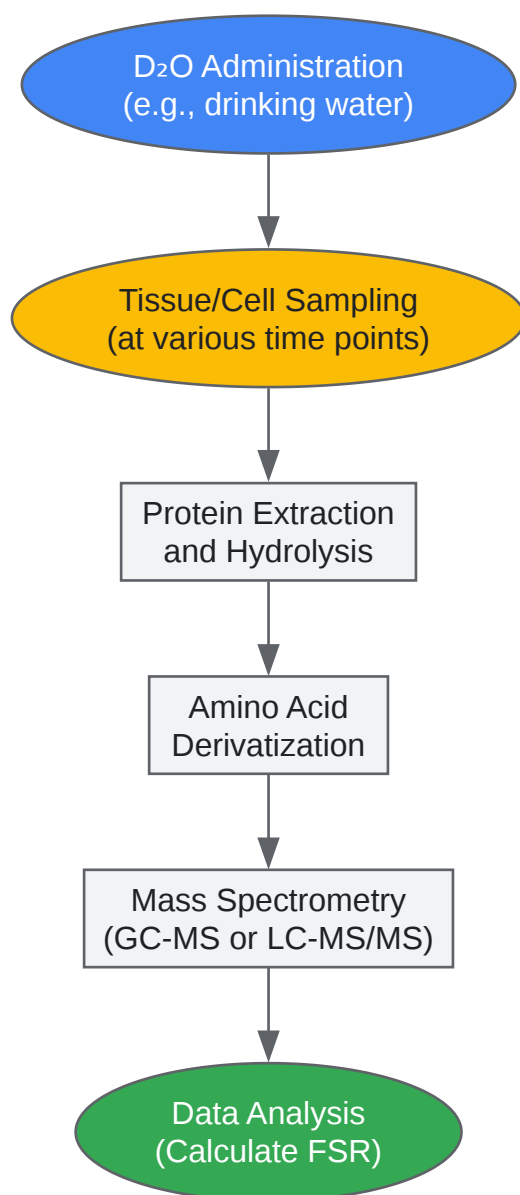 D₂O Administration
(e.g., drinking water)
Tissue/Cell Sampling
(at various time points)
Protein Extraction
and Hydrolysis
Amino Acid
Derivatization
Mass Spectrometry
(GC-MS or LC-MS/MS)
Data Analysis
(Calculate FSR)